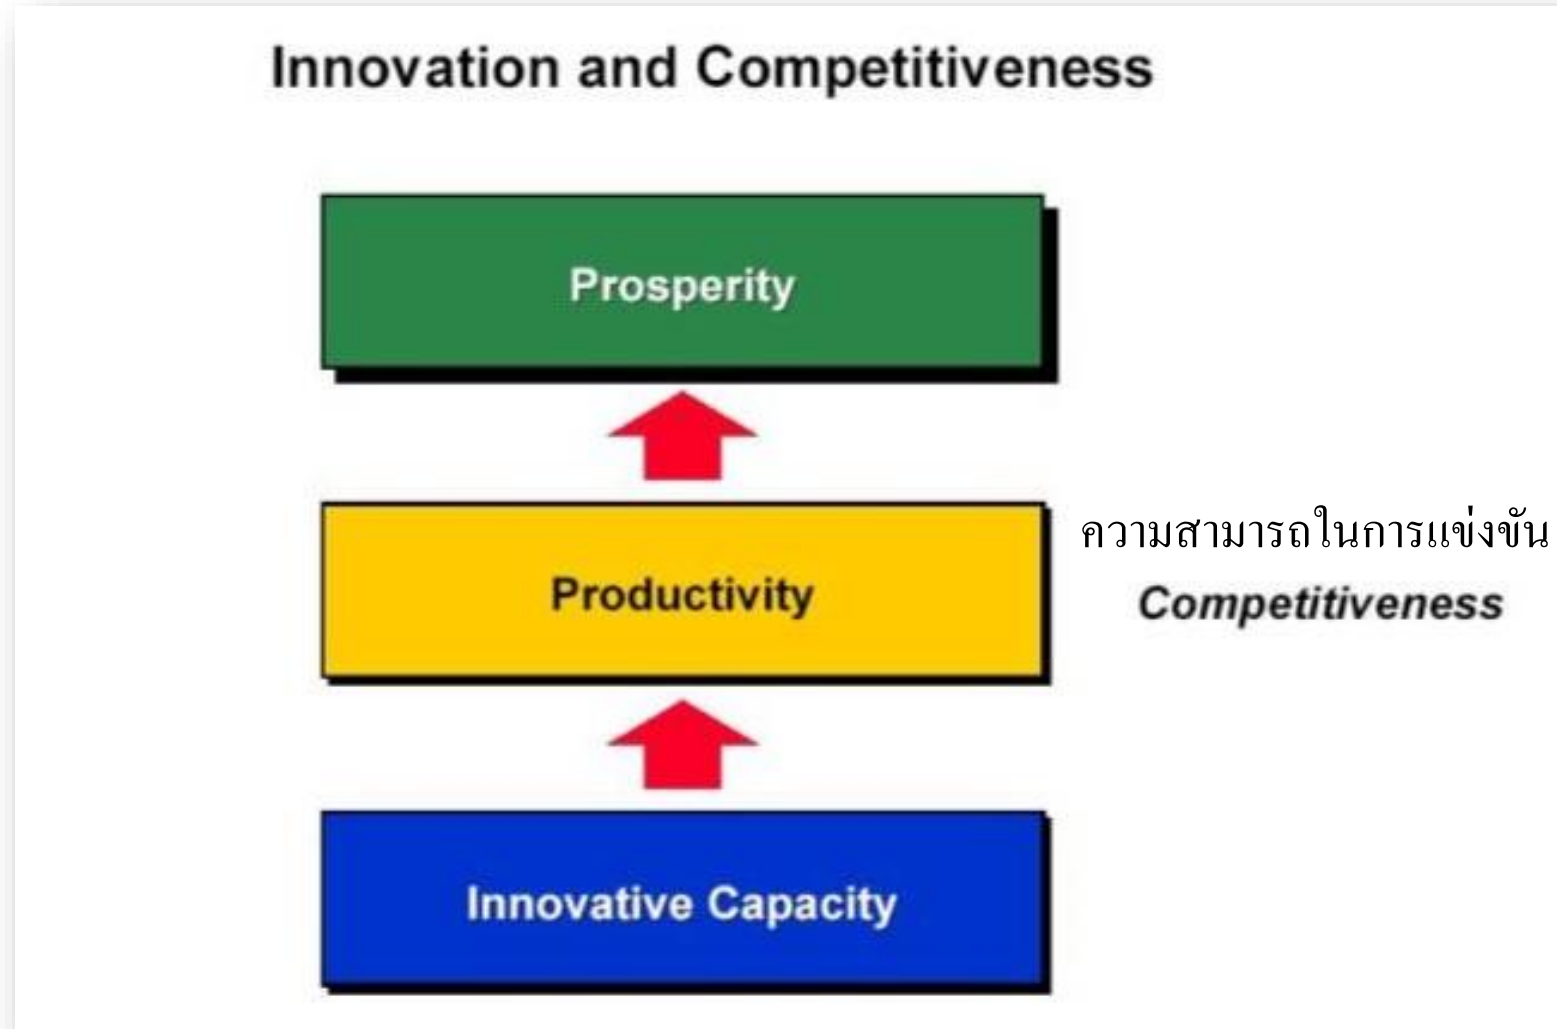 Innovation and Competitiveness
Prosperity
ความสามารถในการแข่งขัน
Productivity
Competitiveness
Innovative Capacity